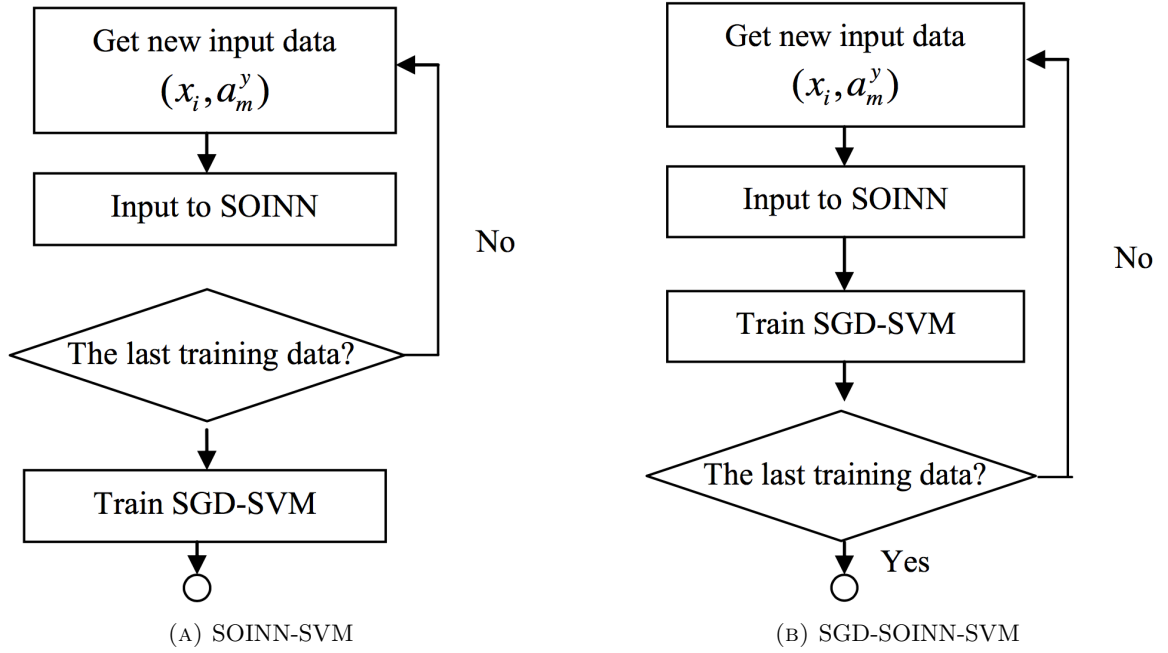 Get new input data
(x_i, a_m^y)
Input to SOINN
No
The last training data?
Train SGD-SVM
(A) SOINN-SVM
Get new input data
(x_i, a_m^y)
Input to SOINN
No
Train SGD-SVM
The last training data?
Yes
(B) SGD-SOINN-SVM